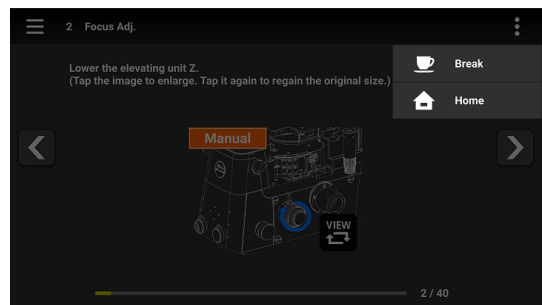 2 Focus Adj.
Break
Home
Lower the elevating unit Z.
(Tap the image to enlarge. Tap it again to regain the original size.)
Manual
VIEW
2 / 40